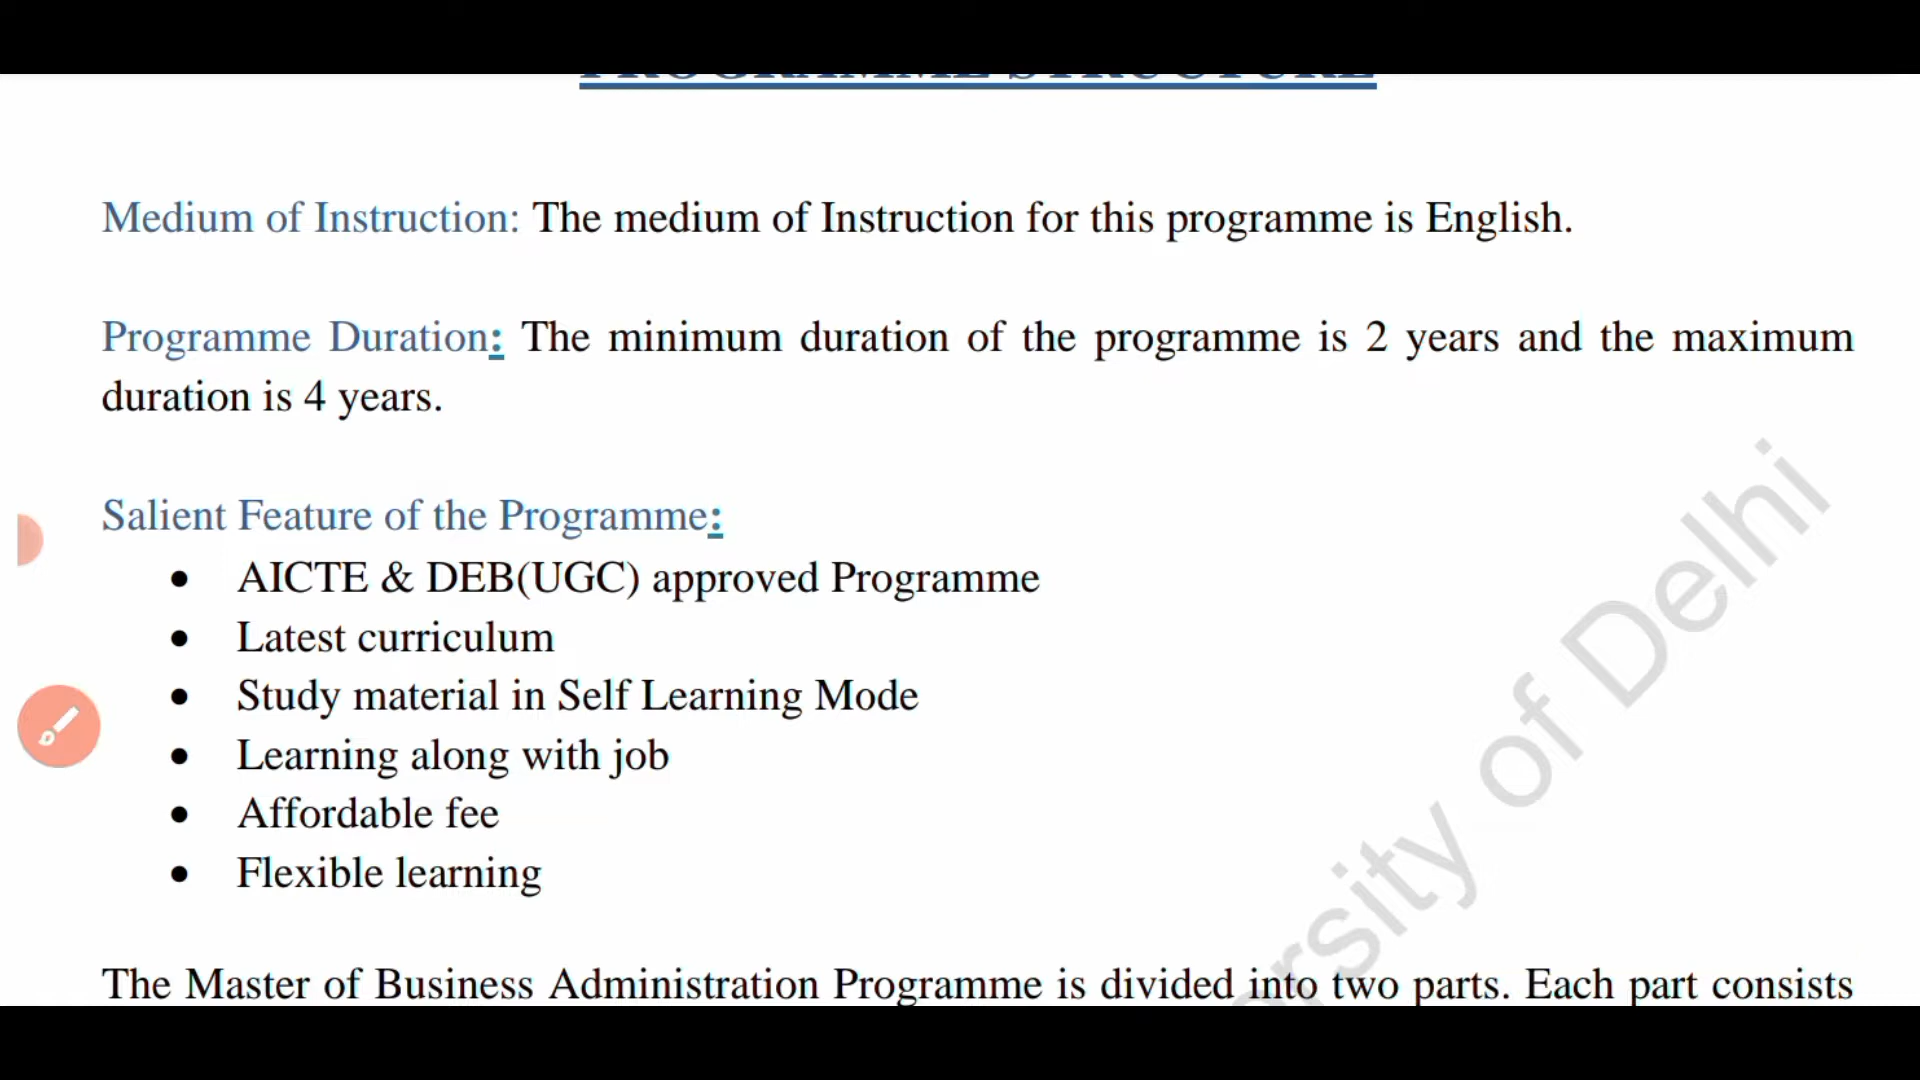 PROGRAMME STRUCTURE
Medium of Instruction: The medium of Instruction for this programme is English.
Programme Duration: The minimum duration of the programme is 2 years and the maximum
duration is 4 years.
Salient Feature of the Programme:
• AICTE & DEB(UGC) approved Programme
• Latest curriculum
• Study material in Self Learning Mode
• Learning along with job
• Affordable fee
• Flexible learning
The Master of Business Administration Programme is divided into two parts. Each part consists
of Delhi